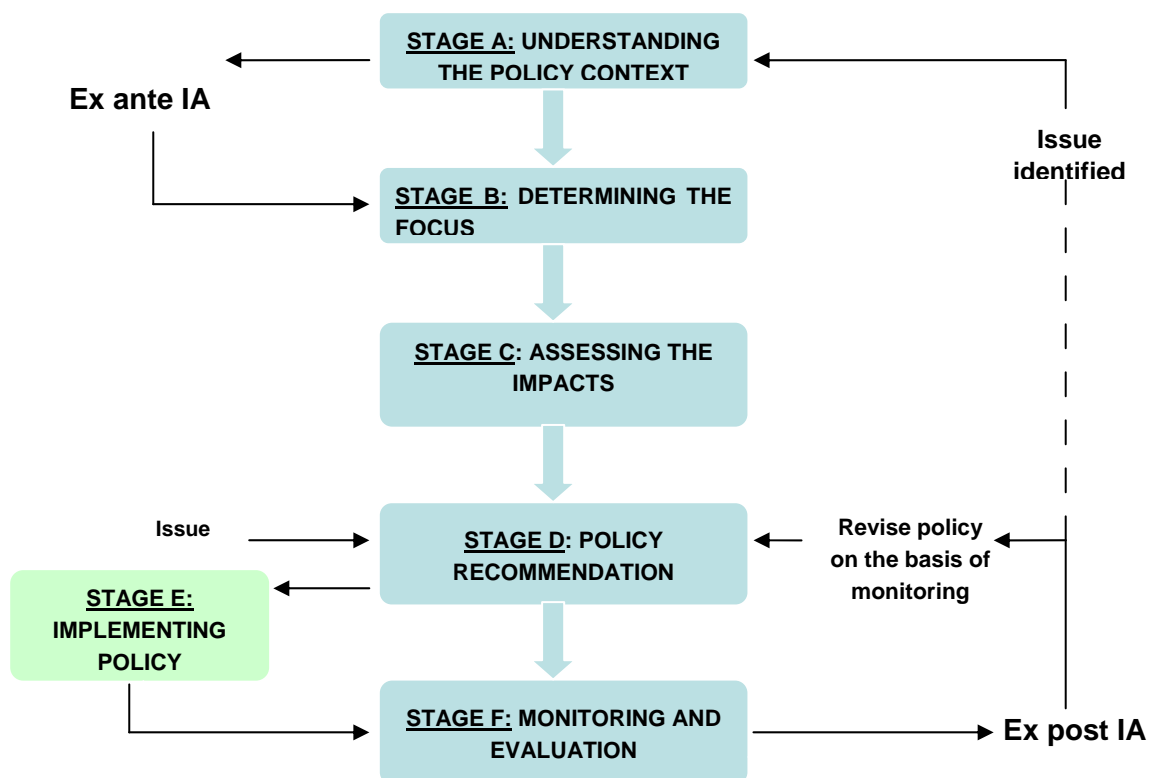 STAGE A: UNDERSTANDING
THE POLICY CONTEXT
Ex ante IA
Issue
identified
STAGE B: DETERMINING THE
FOCUS
STAGE C: ASSESSING THE
IMPACTS
Issue
STAGE D: POLICY
RECOMMENDATION
Revise policy
on the basis of
monitoring
STAGE E:
IMPLEMENTING
POLICY
STAGE F: MONITORING AND
EVALUATION
Ex post IA